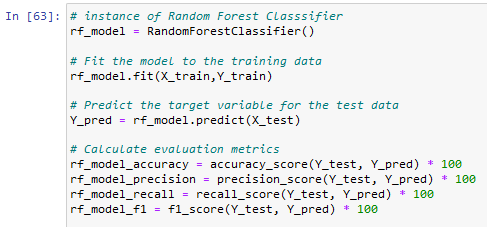 In [63]: # instance of Random Forest Classsifier
rf_model = RandomForestClassifier()
# Fit the model to the training data
rf_model.fit(X_train,Y_train)
# Predict the target variable for the test data
Y_pred = rf_model.predict(X_test)
# Calculate evaluation metrics
rf_model_accuracy = accuracy_score(Y_test, Y_pred) * 100
rf_model_precision = precision_score(Y_test, Y_pred) * 100
rf_model_recall = recall_score(Y_test, Y_pred) * 100
rf_model_f1 = f1_score(Y_test, Y_pred) * 100